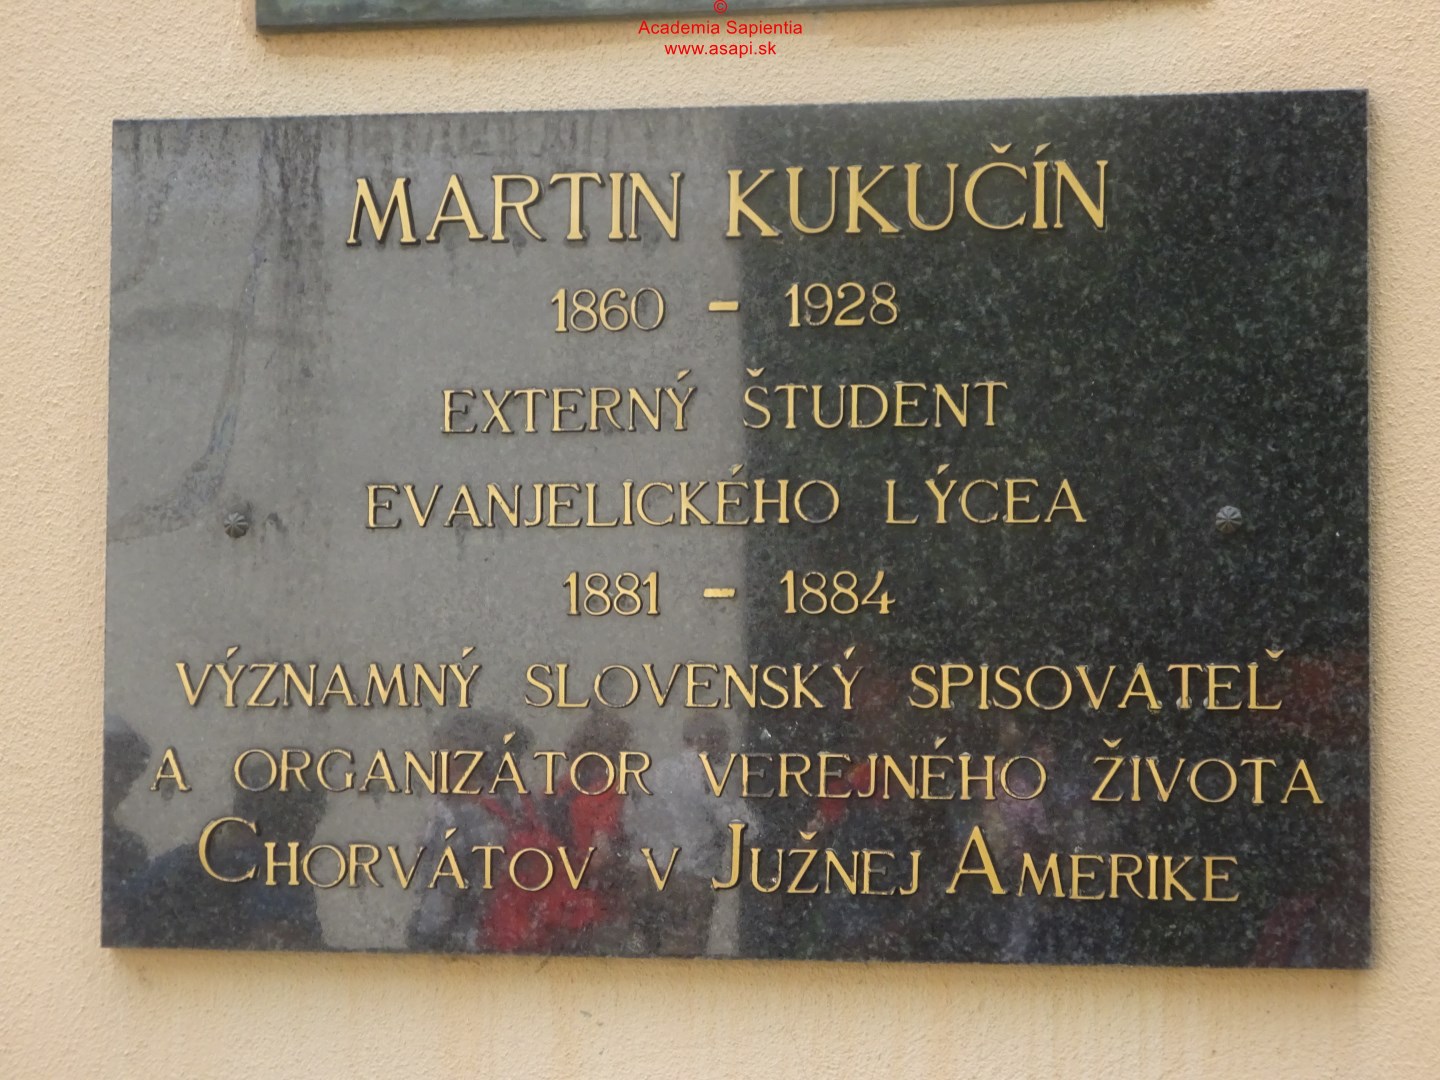 ©
Academia Sapientia
www.asapi.sk
MARTIN KUKUČÍN
1860 - 1928
EXTERNÝ ŠTUDENT
EVANJELICKÉHO LÝCEA
1881 - 1884
VÝZNAMNÝ SLOVENSKÝ SPISOVATEĽ
A ORGANIZÁTOR VEREJNÉHO ŽIVOTA
CHORVÁTOV V JUŽNEJ AMERIKE